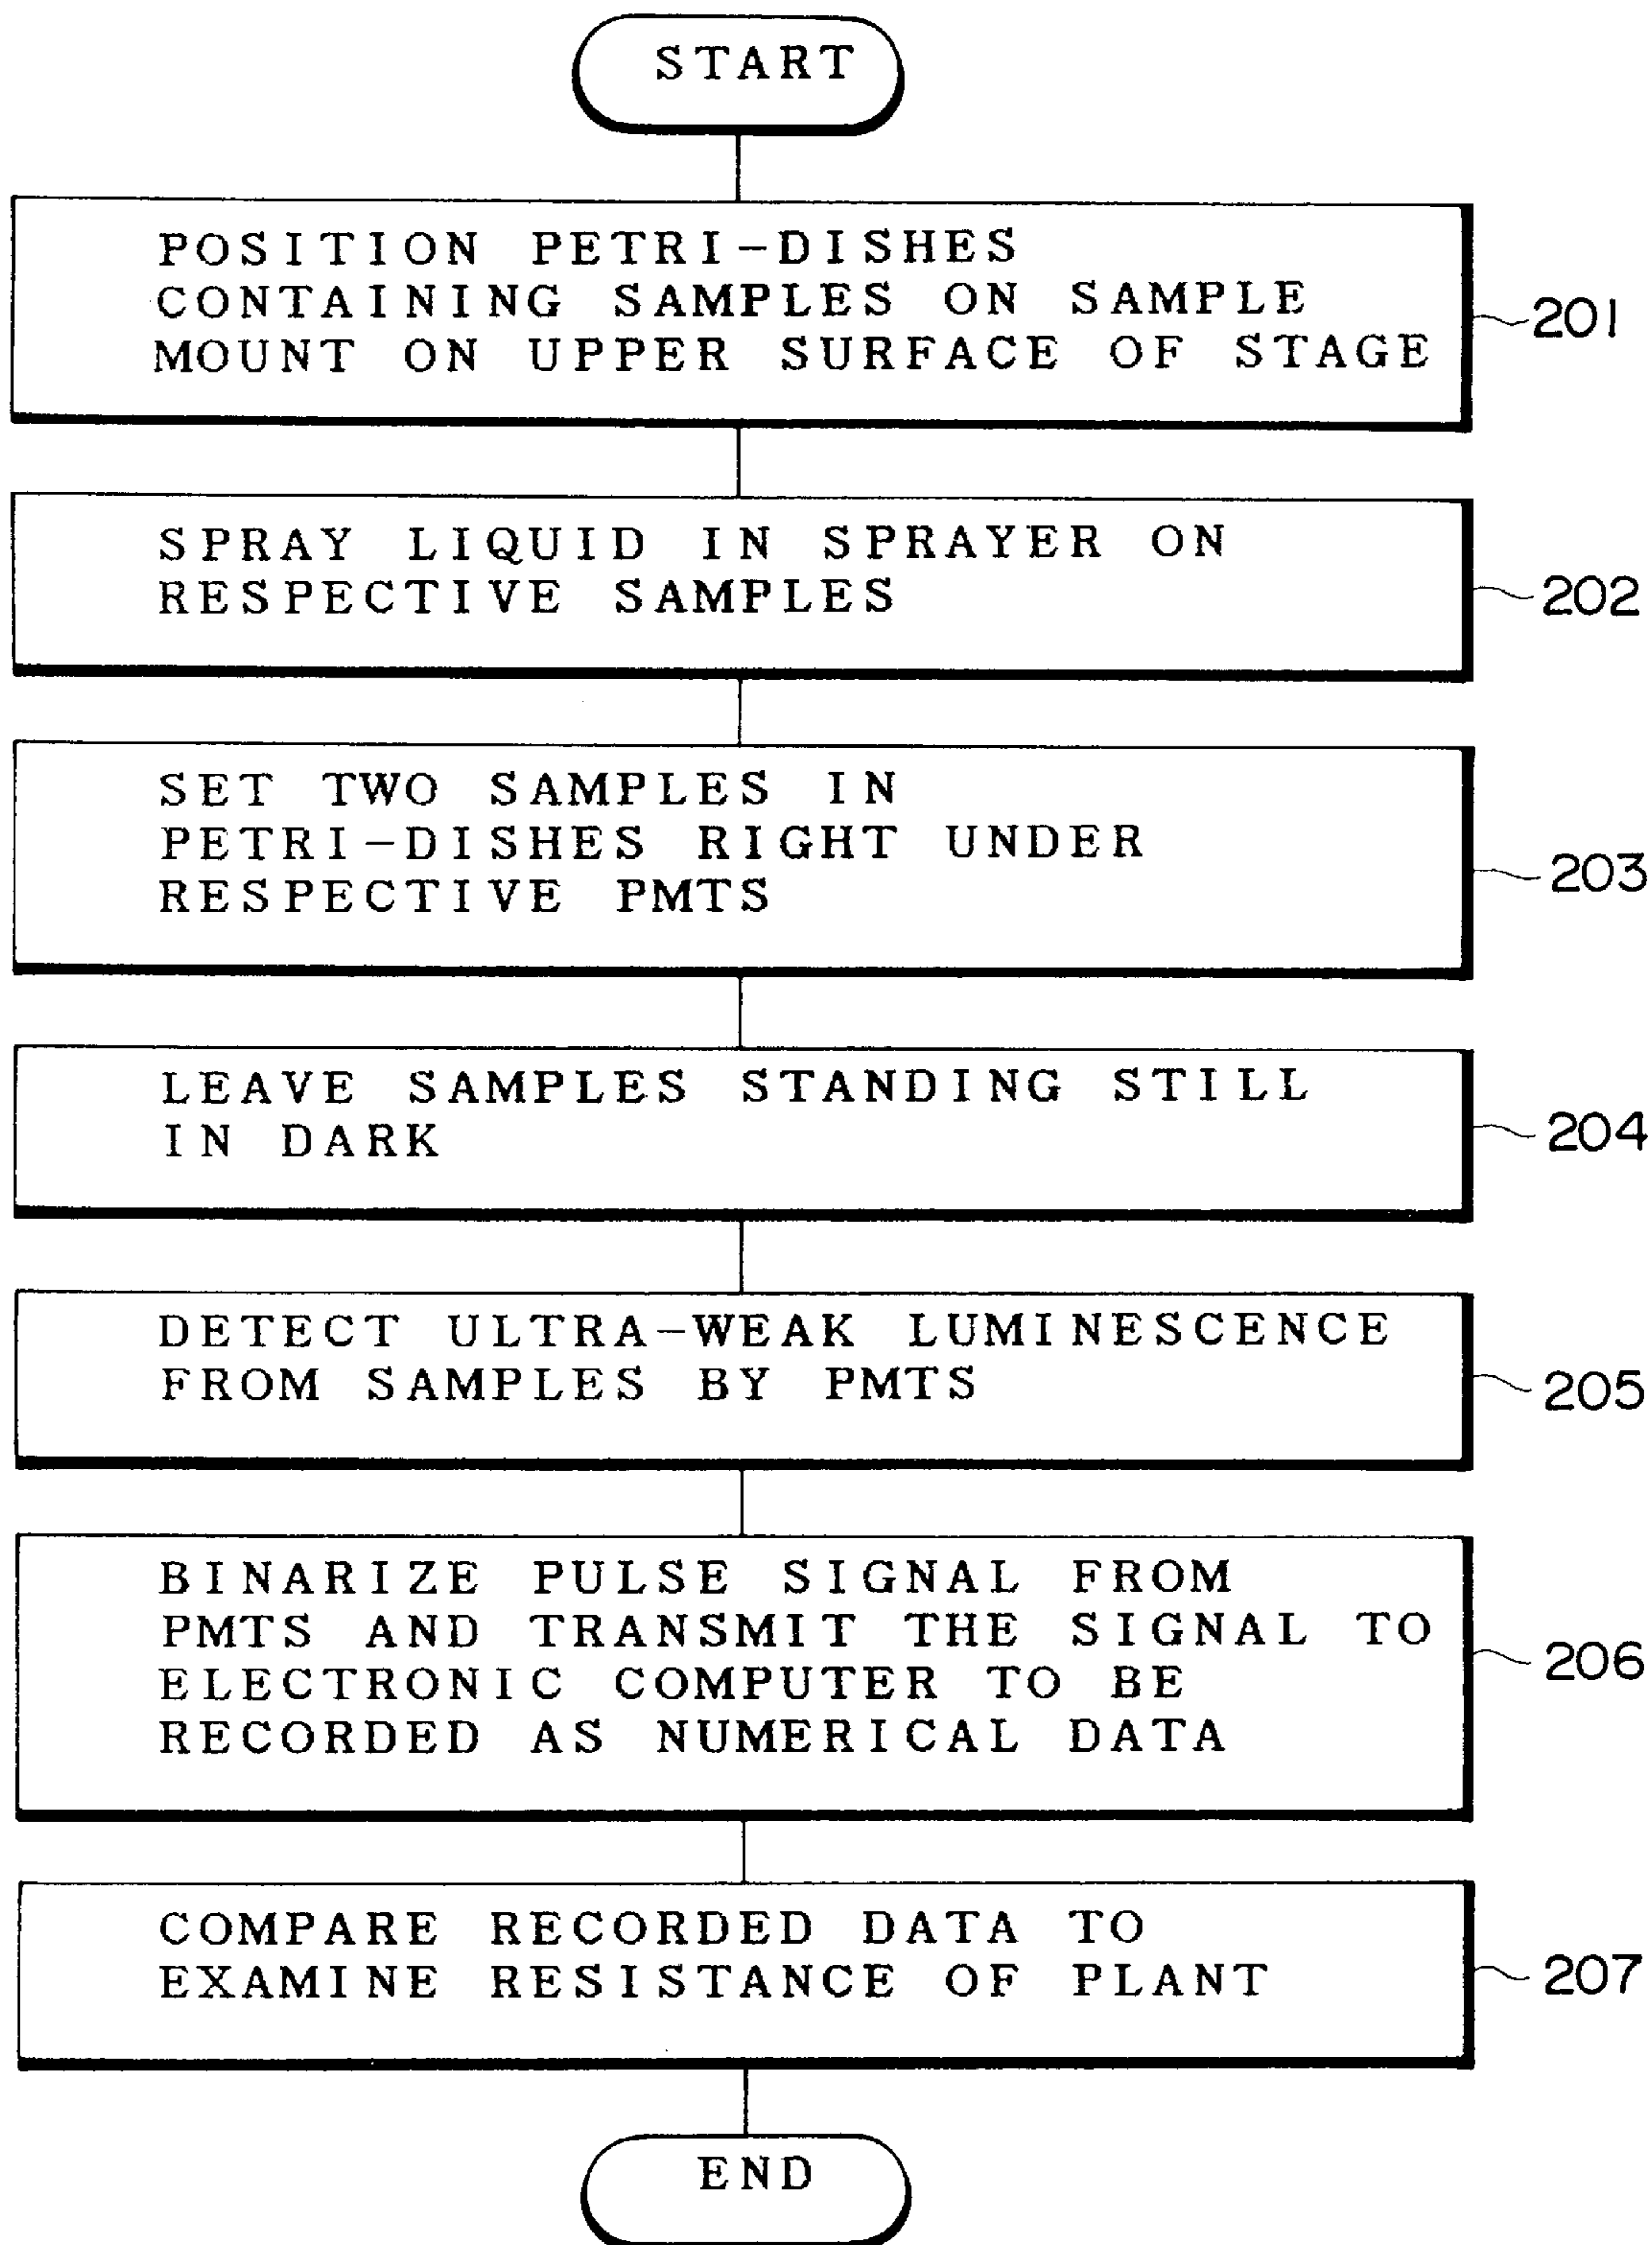 START
POSITION PETRI-DISHES
CONTAINING SAMPLES ON SAMPLE
MOUNT ON UPPER SURFACE OF STAGE
201
SPRAY LIQUID IN SPRAYER ON
RESPECTIVE SAMPLES
202
SET TWO SAMPLES IN
PETRI-DISHES RIGHT UNDER
RESPECTIVE PMTS
203
LEAVE SAMPLES STANDING STILL
IN DARK
204
DETECT ULTRA-WEAK LUMINESCENCE
FROM SAMPLES BY PMTS
205
BINARIZE PULSE SIGNAL FROM
PMTS AND TRANSMIT THE SIGNAL TO
ELECTRONIC COMPUTER TO BE
RECORDED AS NUMERICAL DATA
206
COMPARE RECORDED DATA TO
EXAMINE RESISTANCE OF PLANT
207
END